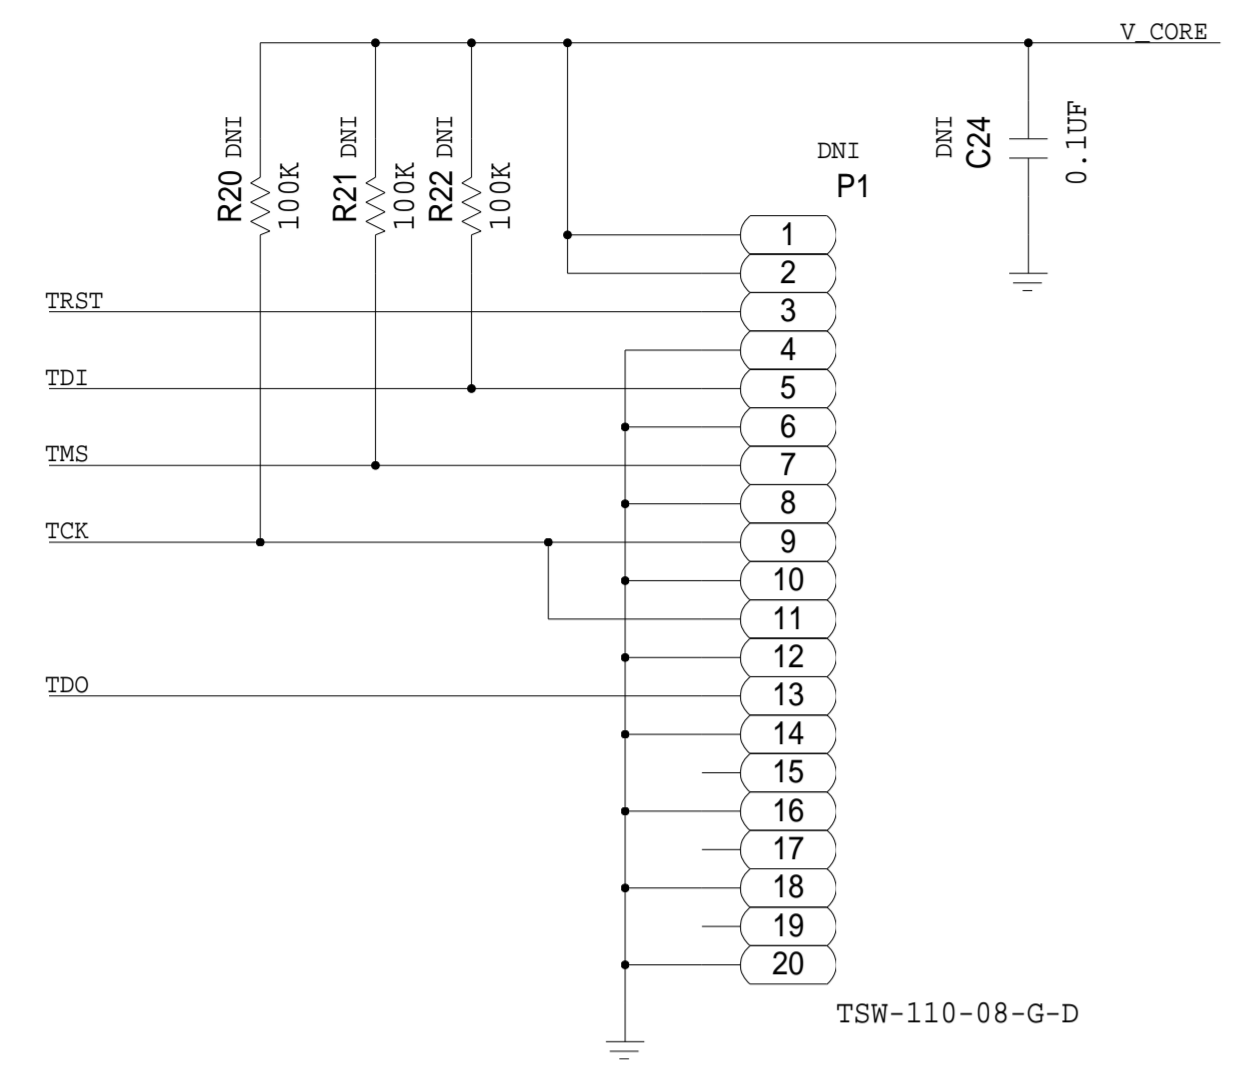 V_CORE
DNI
R20
100K
DNI
R21
100K
DNI
R22
100K
DNI
P1
DNI
C24
0.1UF
1
2
TRST
3
4
TDI
5
6
TMS
7
8
TCK
9
10
11
12
TDO
13
14
15
16
17
18
19
20
TSW-110-08-G-D